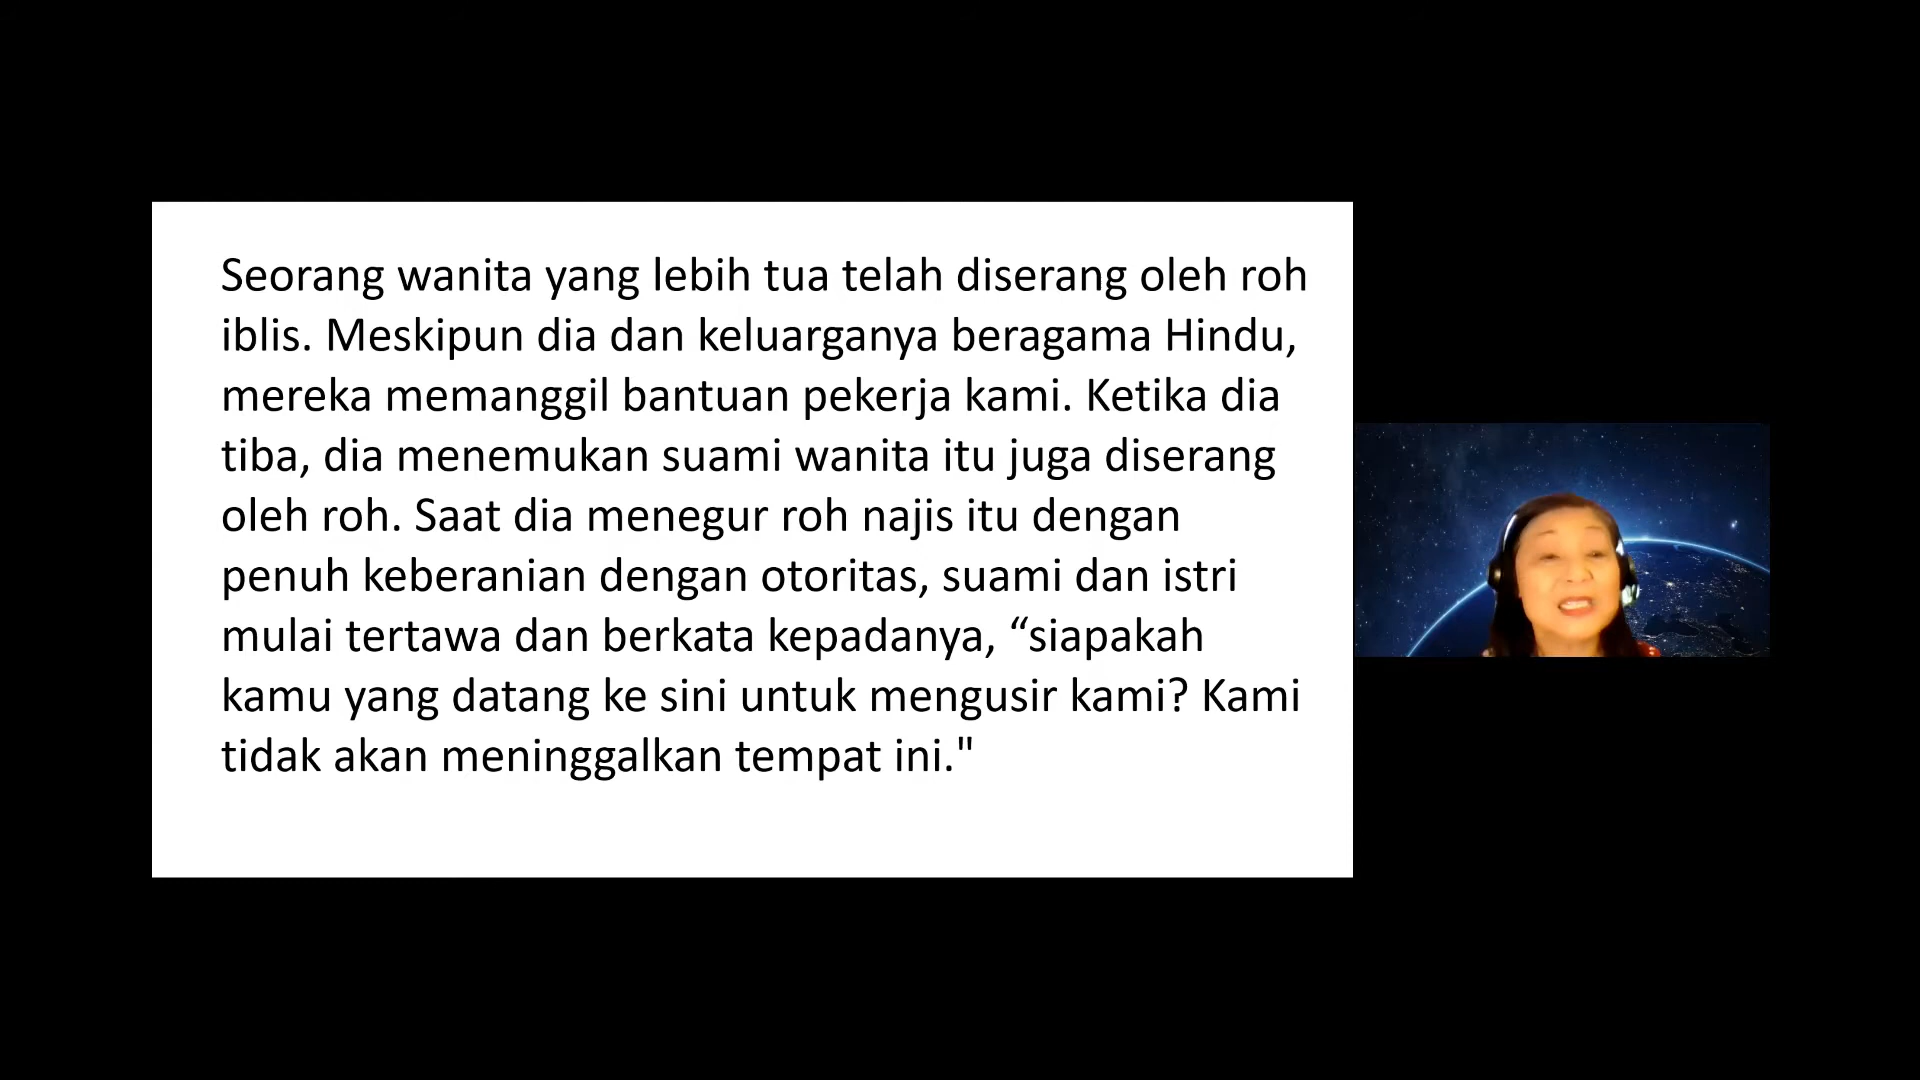 Seorang wanita yang lebih tua telah diserang oleh roh
iblis. Meskipun dia dan keluarganya beragama Hindu,
mereka memanggil bantuan pekerja kami. Ketika dia
tiba, dia menemukan suami wanita itu juga diserang
oleh roh. Saat dia menegur roh najis itu dengan
penuh keberanian dengan otoritas, suami dan istri
mulai tertawa dan berkata kepadanya, “siapakah
kamu yang datang ke sini untuk mengusir kami? Kami
tidak akan meninggalkan tempat ini."